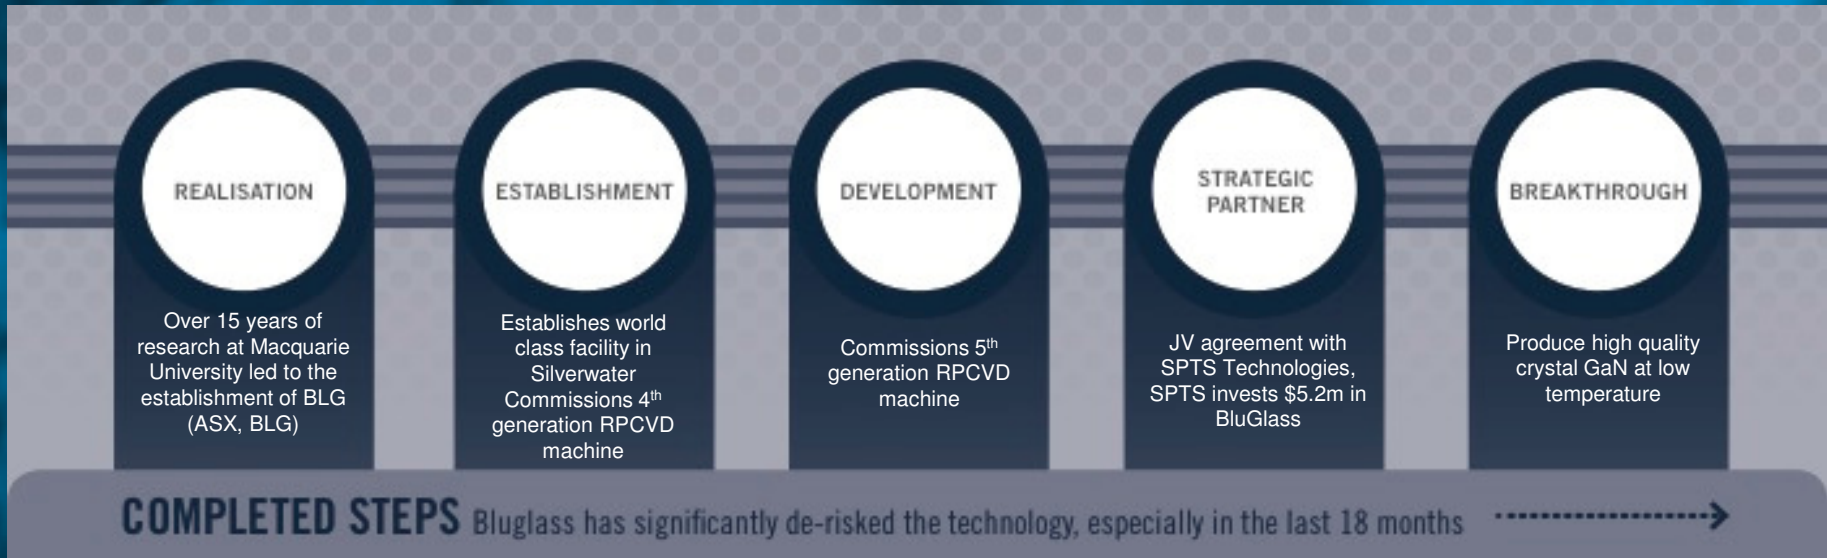 REALISATION
Over 15 years of
research at Macquarie
University led to the
establishment of BLG
(ASX, BLG)
ESTABLISHMENT
Establishes world
class facility in
Silverwater
Commissions 4th
generation RPCVD
machine
DEVELOPMENT
Commissions 5th
generation RPCVD
machine
STRATEGIC
PARTNER
JV agreement with
SPTS Technologies,
SPTS invests $5.2m in
BluGlass
BREAKTHROUGH
Produce high quality
crystal GaN at low
temperature
COMPLETED STEPS Bluglass has significantly de-risked the technology, especially in the last 18 months